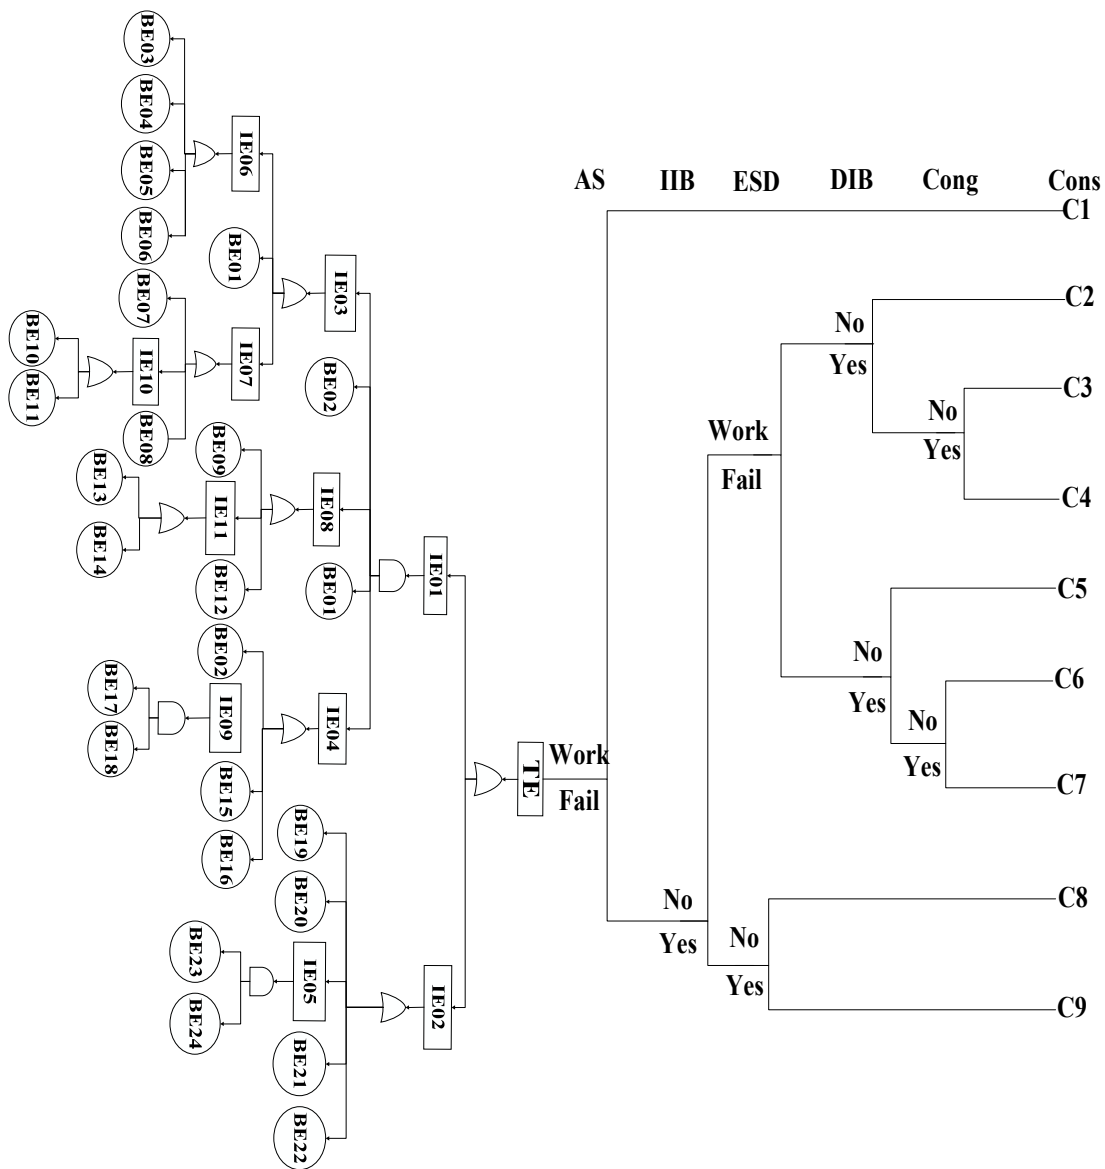 AS IIB ESD DIB Cong Cons
C1
C2
No
Yes
C3
No
Yes
Work
Fail
C4
C5
No
Yes
C6
No
Yes
C7
Work
Fail
C8
No
Yes
No
Yes
C9
TE
IE01
IE02
IE03
BE02
IE08
BE01
IE04
BE19
BE20
IE05
BE21
BE22
IE06
BE01
IE07
BE09
IE11
BE12
BE02
IE09
BE15
BE16
BE23
BE24
BE03
BE04
BE05
BE06
BE07
IE10
BE08
BE13
BE14
BE17
BE18
BE10
BE11